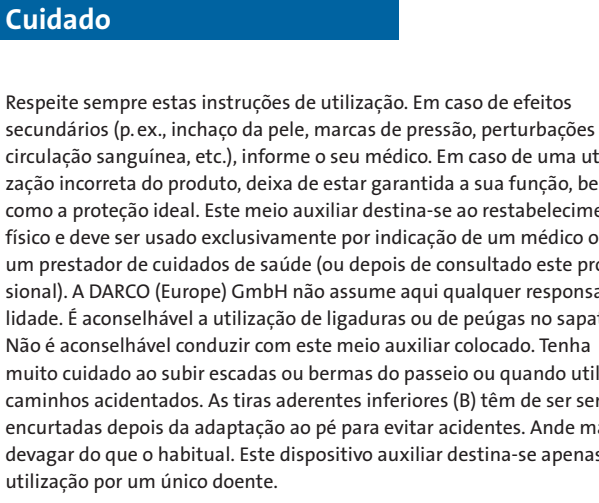 Cuidado
Respeite sempre estas instruções de utilização. Em caso de efeitos
secundários (p. ex., inchaço da pele, marcas de pressão, perturbações
circulação sanguínea, etc.), informe o seu médico. Em caso de uma ut
zação incorreta do produto, deixa de estar garantida a sua função, be
como a proteção ideal. Este meio auxiliar destina-se ao restabelecime
físico e deve ser usado exclusivamente por indicação de um médico o
um prestador de cuidados de saúde (ou depois de consultado este pro
sional). A DARCO (Europe) GmbH não assume aqui qualquer responsa
lidade. É aconselhável a utilização de ligaduras ou de peúgas no sapat
Não é aconselhável conduzir com este meio auxiliar colocado. Tenha
muito cuidado ao subir escadas ou bermas do passeio ou quando util
caminhos acidentados. As tiras aderentes inferiores (B) têm de ser ser
encurtadas depois da adaptação ao pé para evitar acidentes. Ande ma
devagar do que o habitual. Este dispositivo auxiliar destina-se apenas
utilização por um único doente.